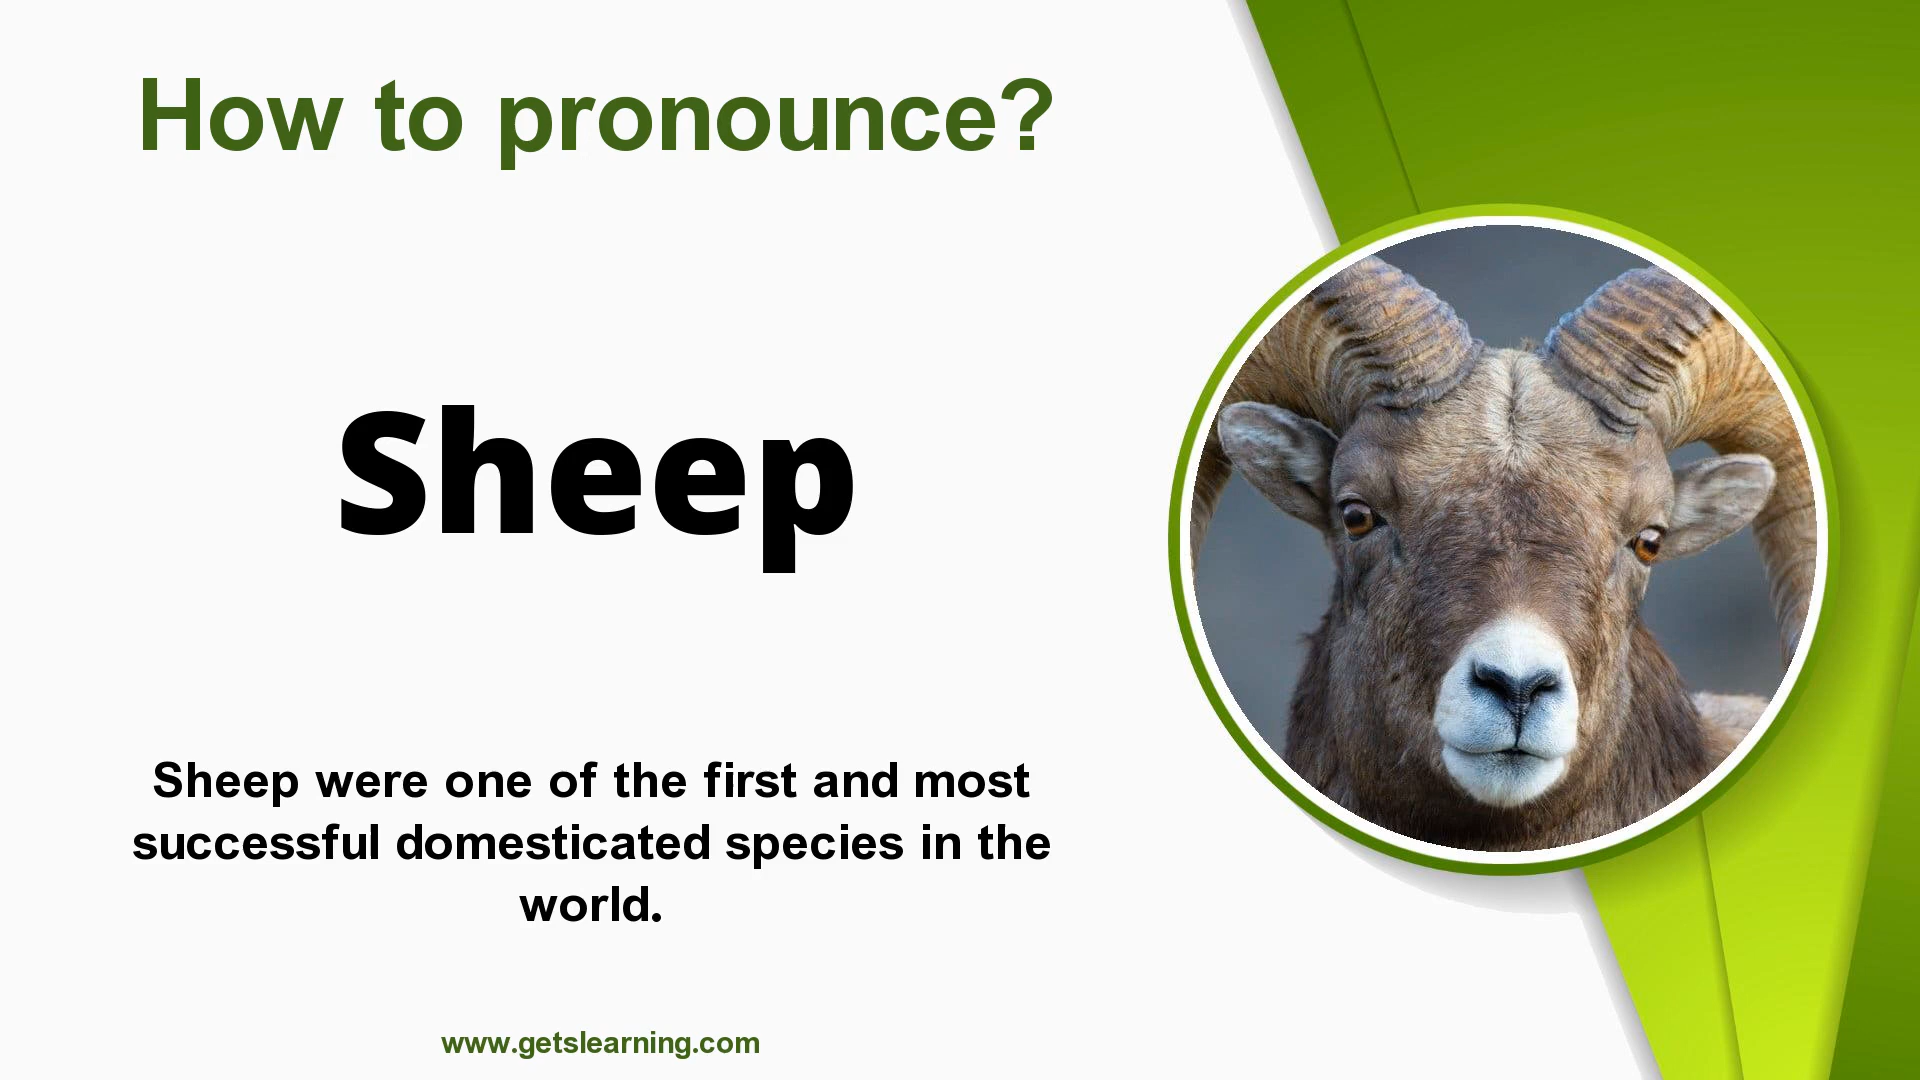 How to pronounce?
Sheep
Sheep were one of the first and most
successful domesticated species in the
world.
www.getslearning.com